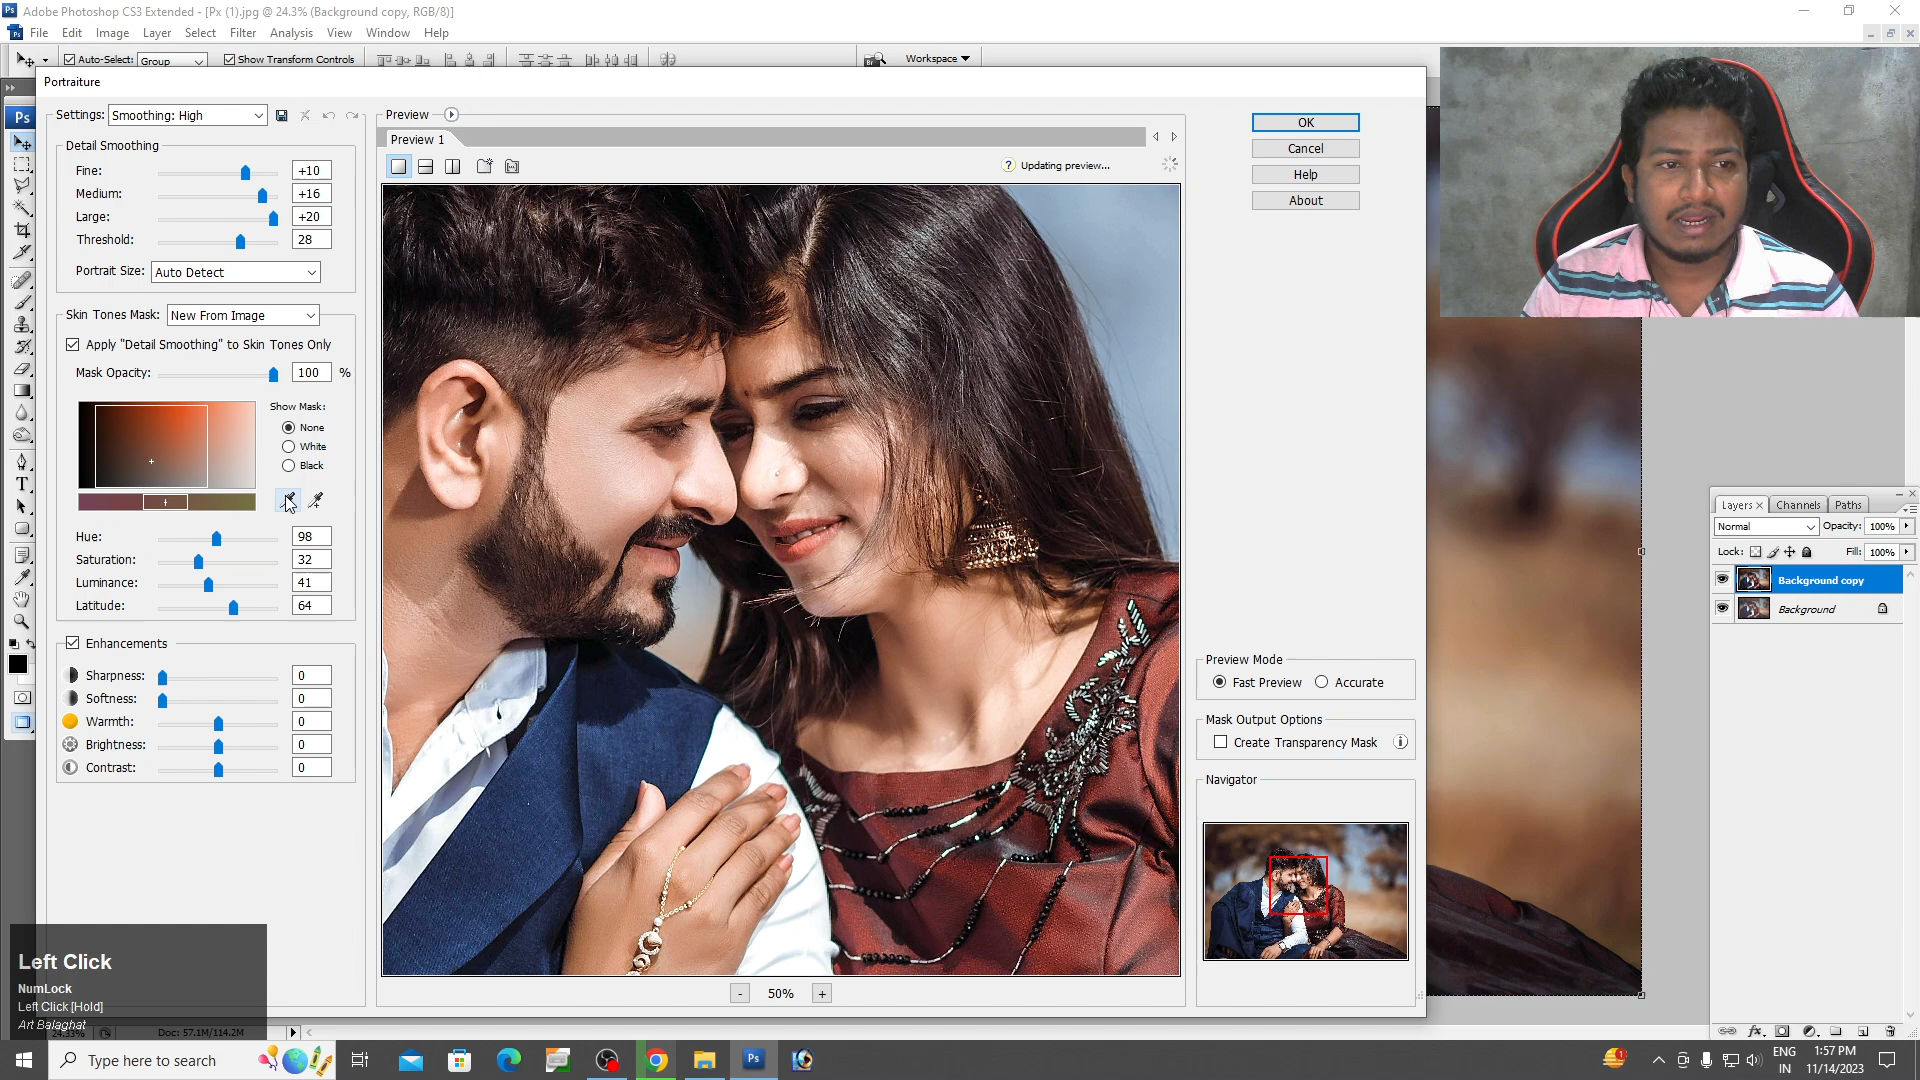 Adobe Photoshop CS3 Extended - [Px (1).jpg @ 24.3% (Background copy, RGB/8)]
File Edit Image Layer Select Filter Analysis View Window Help
Auto-Select: Group Show Transform Controls Workspace
Portraiture
Settings: Smoothing: High
Preview
OK
Preview 1
Detail Smoothing
Cancel
Updating preview...
Fine: +10
Help
Medium: +16
About
Large: +20
Threshold: 28
Portrait Size: Auto Detect
Skin Tones Mask: New From Image
Apply "Detail Smoothing" to Skin Tones Only
Mask Opacity: 100 %
Show Mask:
None
White
Black
Layers Channels Paths
Normal Opacity: 100%
Hue: 98
Lock: Fill: 100%
Saturation: 32
Luminance: 41
Background copy
Latitude: 64
Background
Enhancements
Preview Mode
Sharpness: 0
Fast Preview Accurate
Softness: 0
Warmth: 0
Mask Output Options
Brightness: 0
Create Transparency Mask
Contrast: 0
Navigator
Left Click
NumLock
Left Click [Hold]
Art Balaghat
- 50% +
24.33% Doc: 57.1M/114.2M
Type here to search
ENG
IN
1:57 PM
11/14/2023